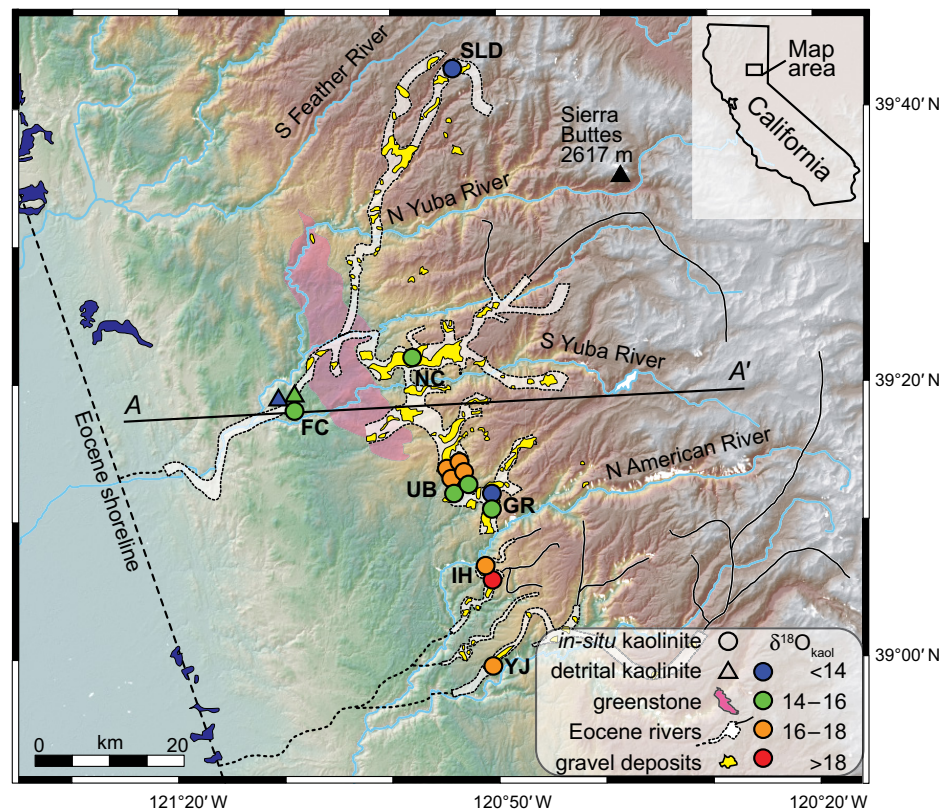 SLD
Map
area
California
S Feather River
39°40′ N
Sierra
Buttes
2617 m
N Yuba River
S Yuba River
NC
A
A′
39°20′ N
FC
Eocene shoreline
N American River
UB
GR
IH
YJ
in-situ kaolinite δ¹⁸Okaol
detrital kaolinite <14
greenstone 14–16
Eocene rivers 16–18
gravel deposits >18
39°00′ N
0 km 20
121°20′ W 120°50′ W 120°20′ W